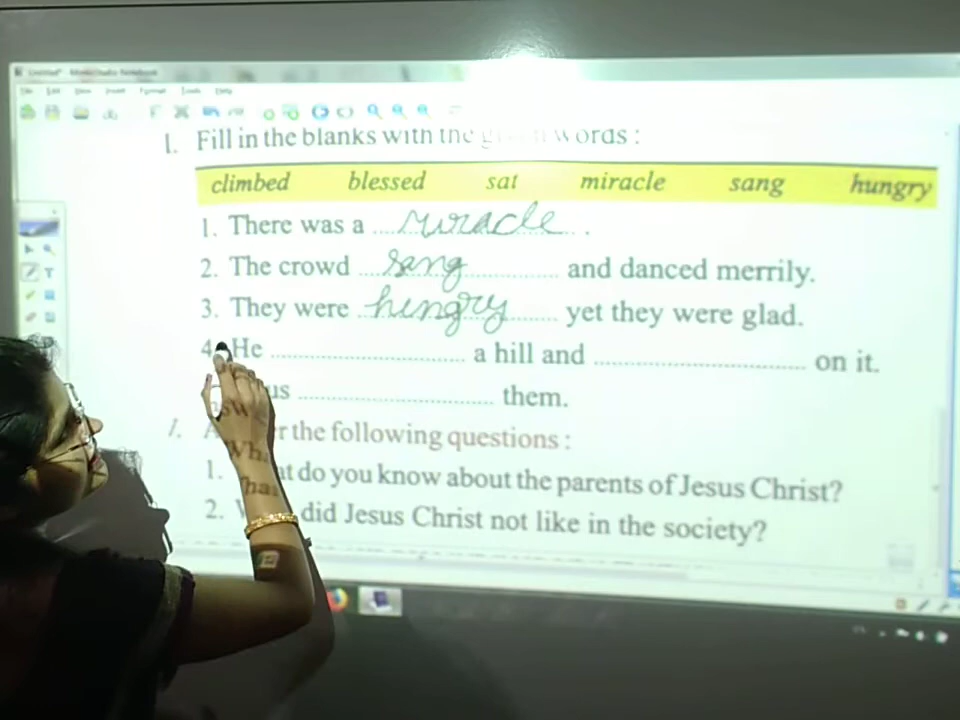 I. Fill in the blanks with the words :
climbed blessed sat miracle sang hungry
1. There was a miracle .
2. The crowd sang and danced merrily.
3. They were hungry yet they were glad.
4. He a hill and on it.
us them.
the following questions :
1. do you know about the parents of Jesus Christ?
2. did Jesus Christ not like in the society?